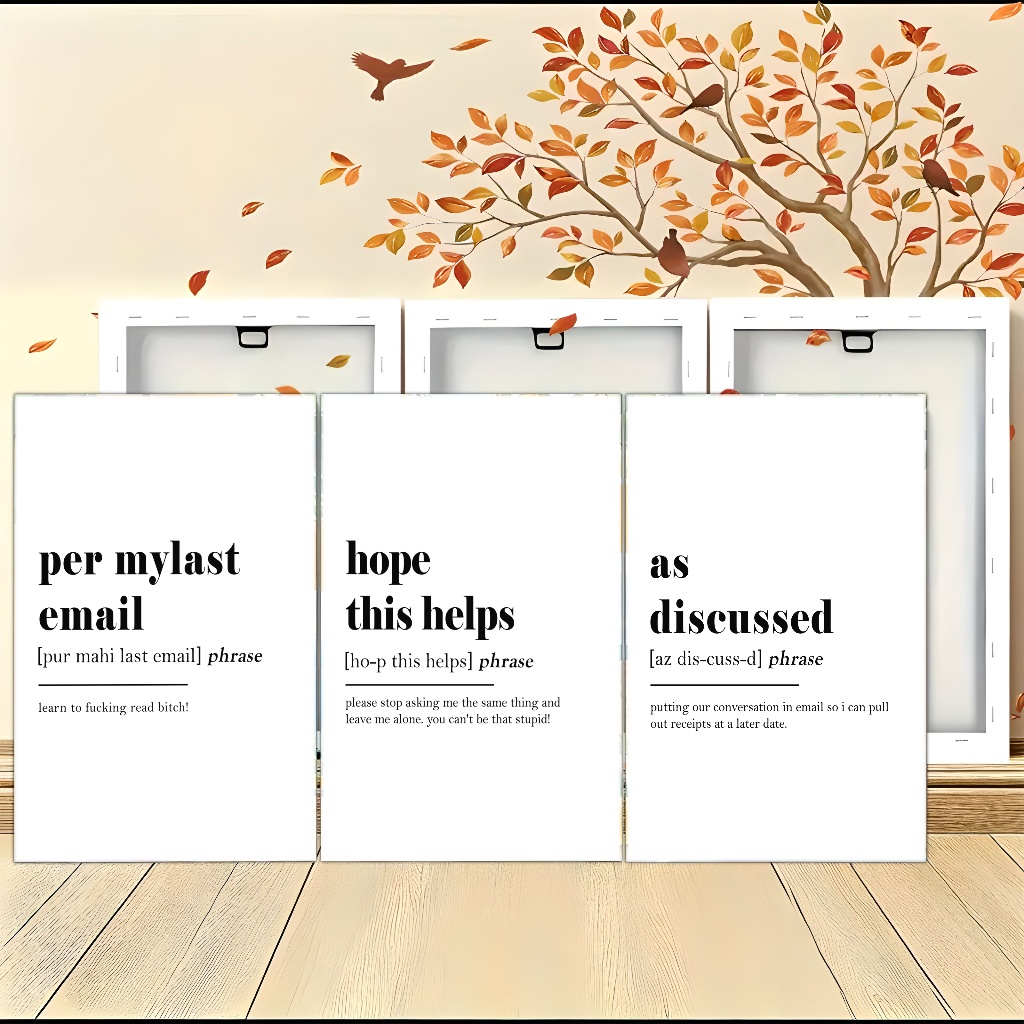 per mylast
email
[pur mahi last email] phrase
learn to fucking read bitch!
hope
this helps
[ho-p this helps] phrase
please stop asking me the same thing and
leave me alone. you can't be that stupid!
as
discussed
[az dis-cuss-d] phrase
putting our conversation in email so i can pull
out receipts at a later date.